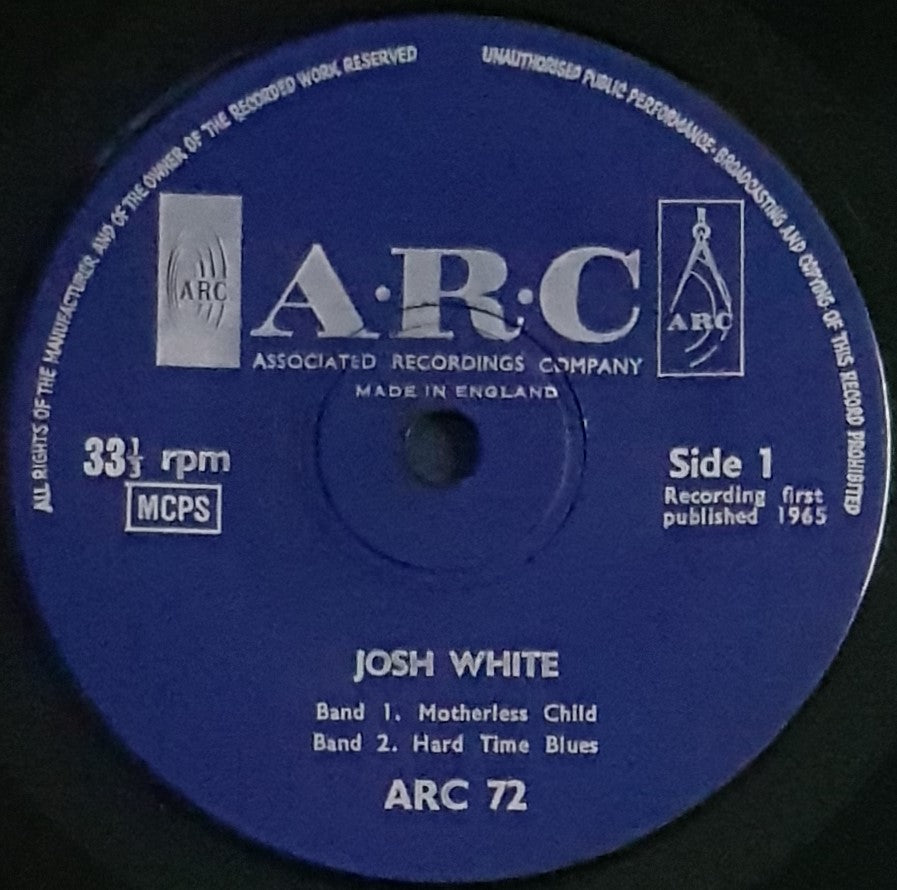 ALL RIGHTS OF THE MANUFACTURER AND OF THE OWNER OF THE RECORDED WORK RESERVED
UNAUTHORISED PUBLIC PERFORMANCE·BROADCASTING AND COPYING OF THIS RECORD PROHIBITED
ARC
A·R·C
ARC
ASSOCIATED RECORDINGS COMPANY
MADE IN ENGLAND
33⅓ rpm
MCPS
Side 1
Recording first
published 1965
JOSH WHITE
Band 1. Motherless Child
Band 2. Hard Time Blues
ARC 72